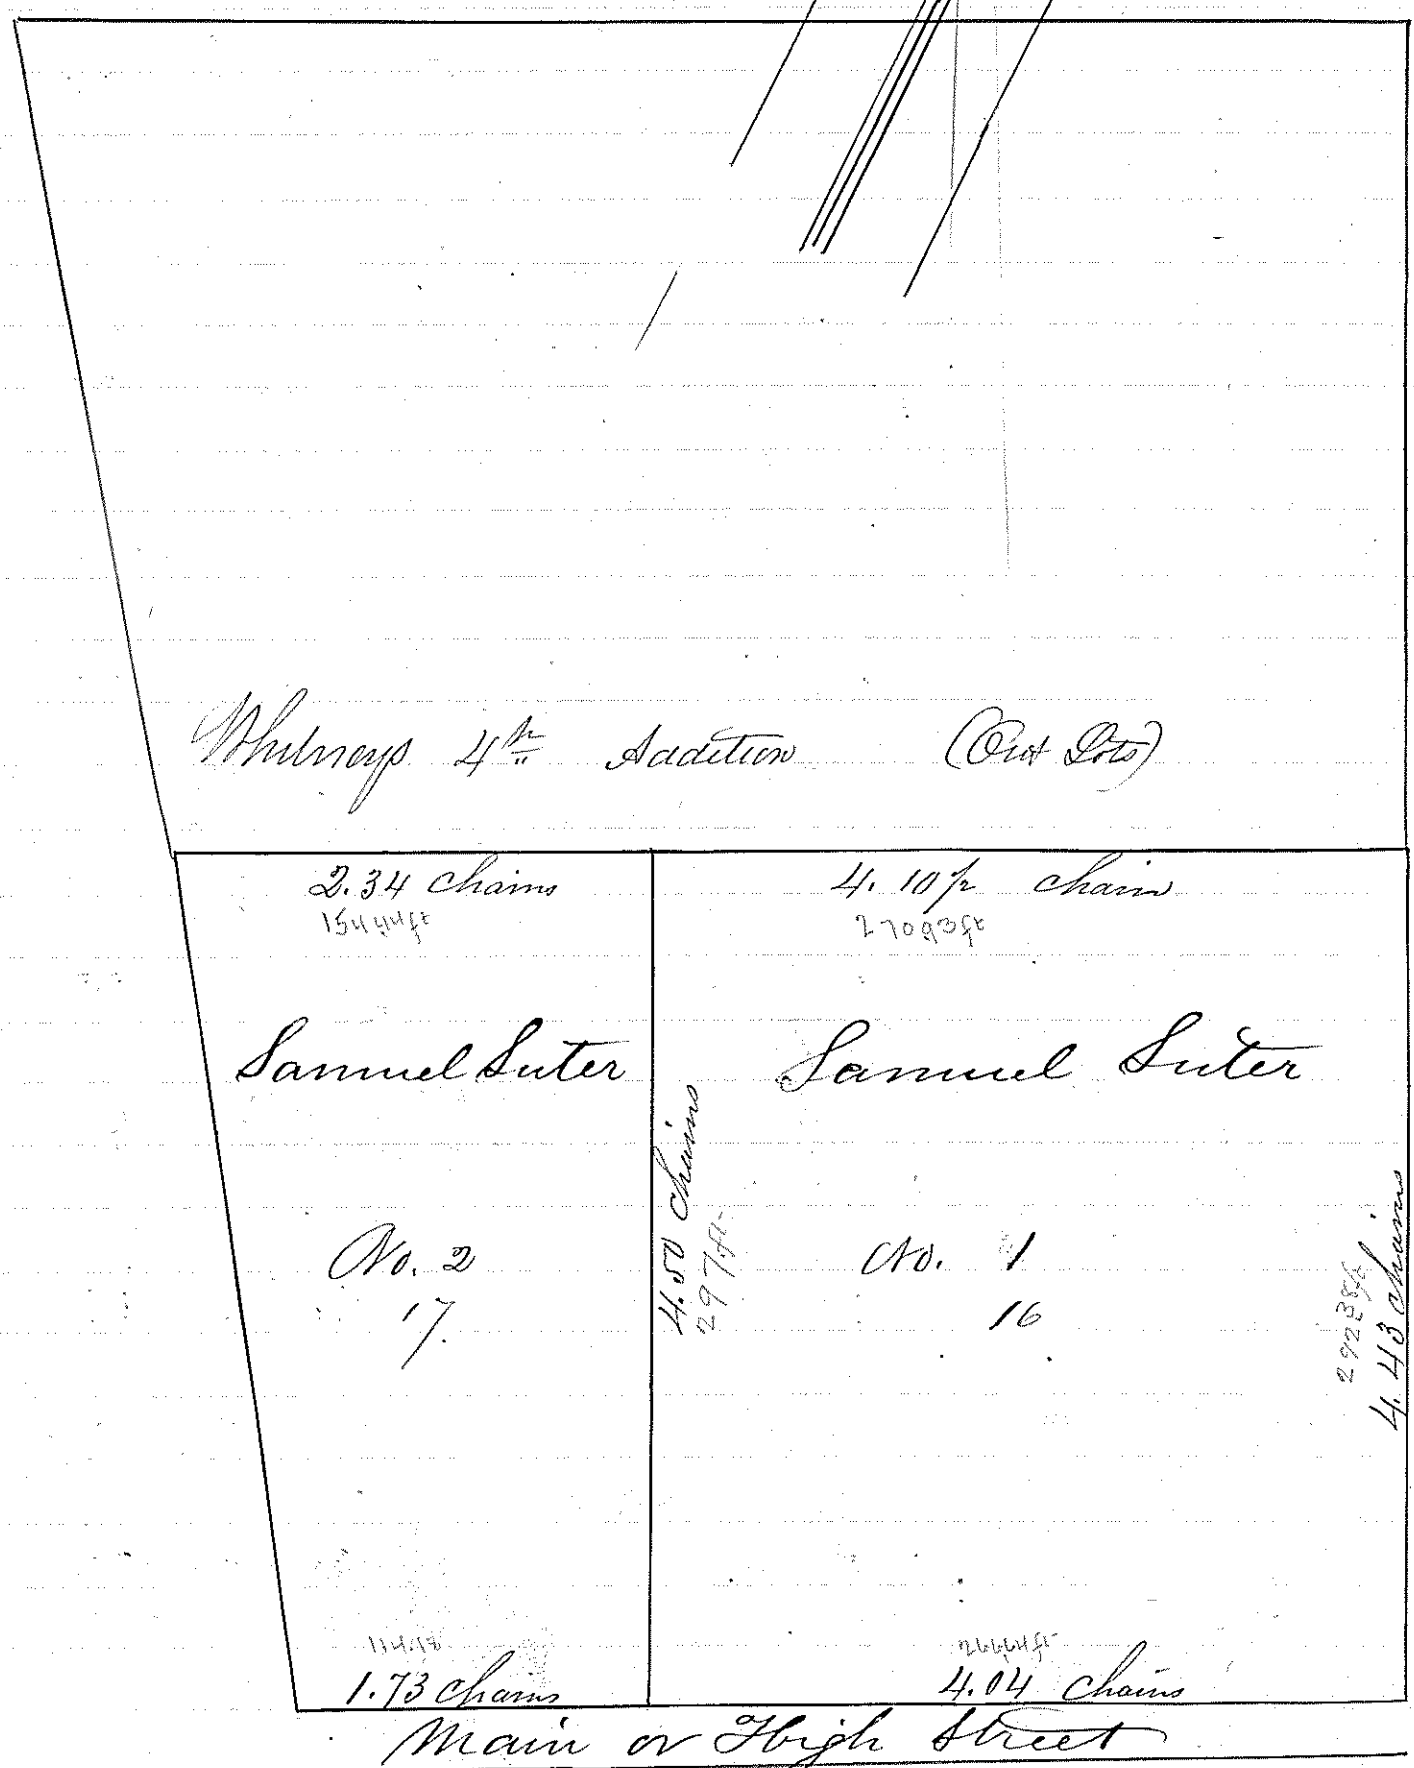 Whitneys 4th Addition (Out Lots)
2.34 Chains
154.44ft
4.10½ Chain
270.93ft
Samuel Suter
Samuel Suter
4.50 Chains
297ft
No. 2
17.
No. 1
16
292.38ft
4.43 Chains
114.18
1.73 Chains
266.64ft
4.04 Chains
Main or High Street